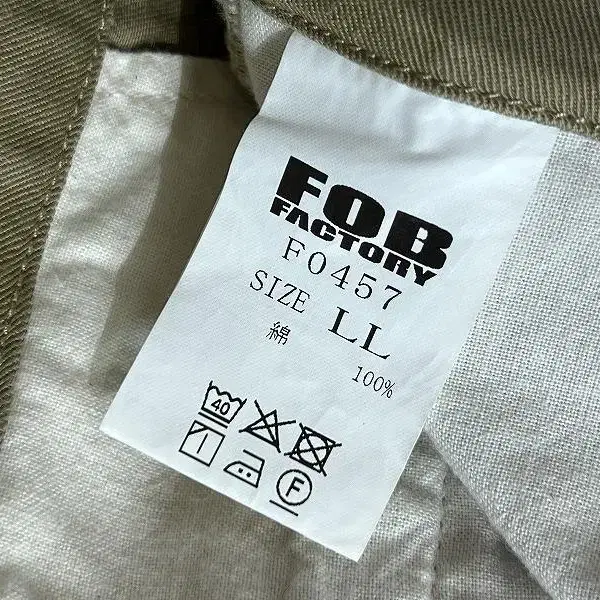 FOB
FACTORY
F0457
SIZE LL
綿 100%
40
F